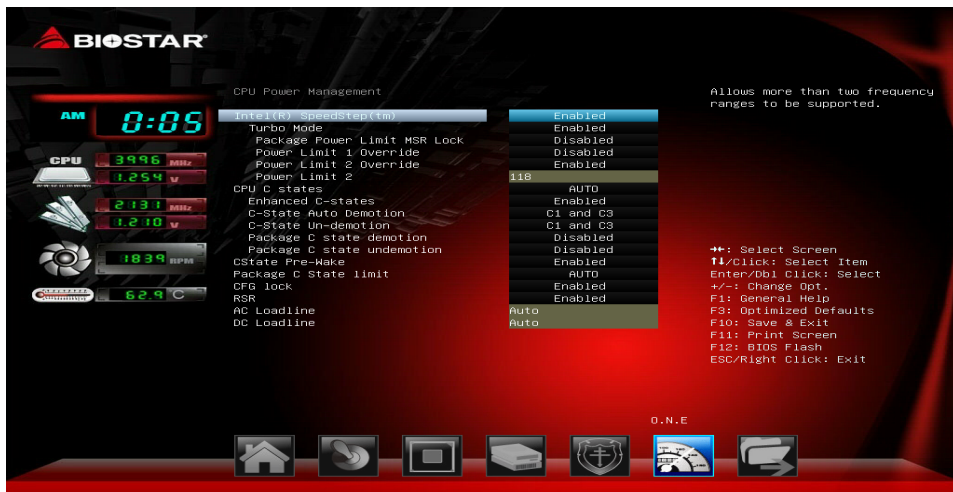 BIOSTAR
CPU Power Management
Allows more than two frequency
ranges to be supported.
AM 0:05
Intel(R) SpeedStep(tm) Enabled
Turbo Mode Enabled
Package Power Limit MSR Lock Disabled
Power Limit 1 Override Disabled
Power Limit 2 Override Enabled
Power Limit 2 118
CPU C states AUTO
Enhanced C-states Enabled
C-State Auto Demotion C1 and C3
C-State Un-demotion C1 and C3
Package C state demotion Disabled
Package C state undemotion Disabled
CState Pre-Wake Enabled
Package C State limit AUTO
CFG lock Enabled
RSR Enabled
AC Loadline Auto
DC Loadline Auto
CPU 3996 MHz
1.254 V
2131 MHz
1.210 V
1839 RPM
62.9 C
→←: Select Screen
↑↓/Click: Select Item
Enter/Dbl Click: Select
+/-: Change Opt.
F1: General Help
F3: Optimized Defaults
F10: Save & Exit
F11: Print Screen
F12: BIOS Flash
ESC/Right Click: Exit
O.N.E